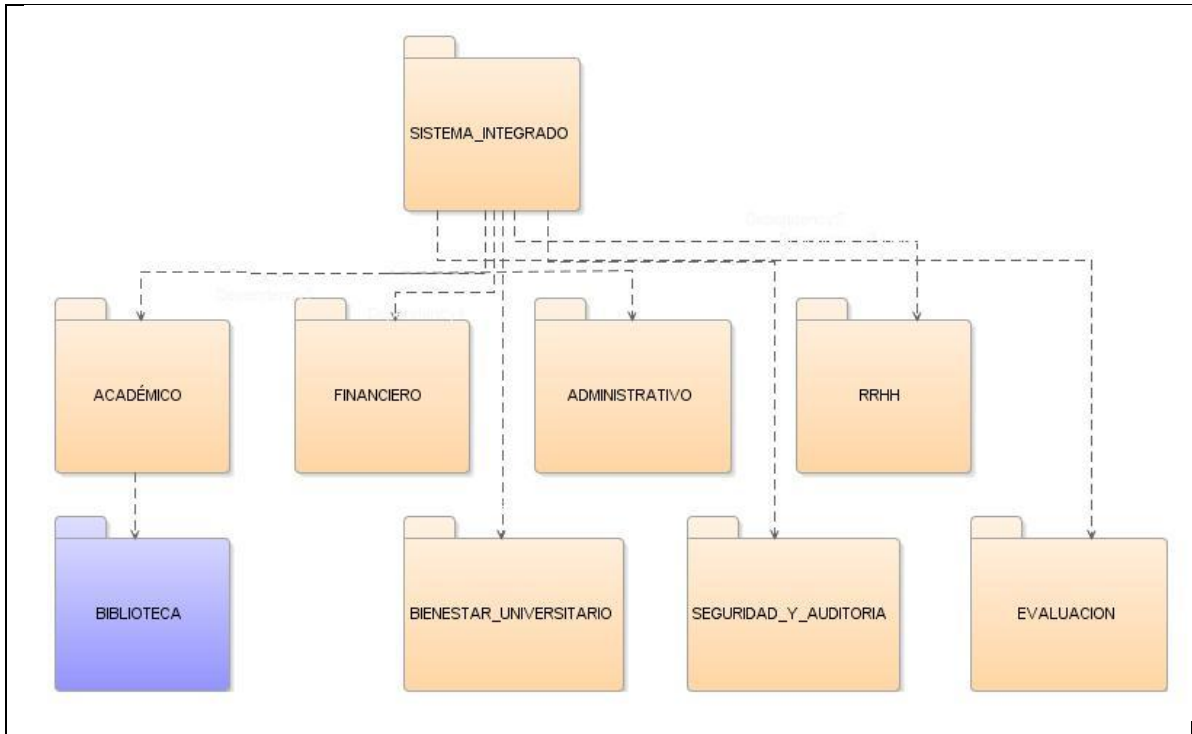 SISTEMA_INTEGRADO
ACADÉMICO
FINANCIERO
ADMINISTRATIVO
RRHH
BIBLIOTECA
BIENESTAR_UNIVERSITARIO
SEGURIDAD_Y_AUDITORIA
EVALUACION